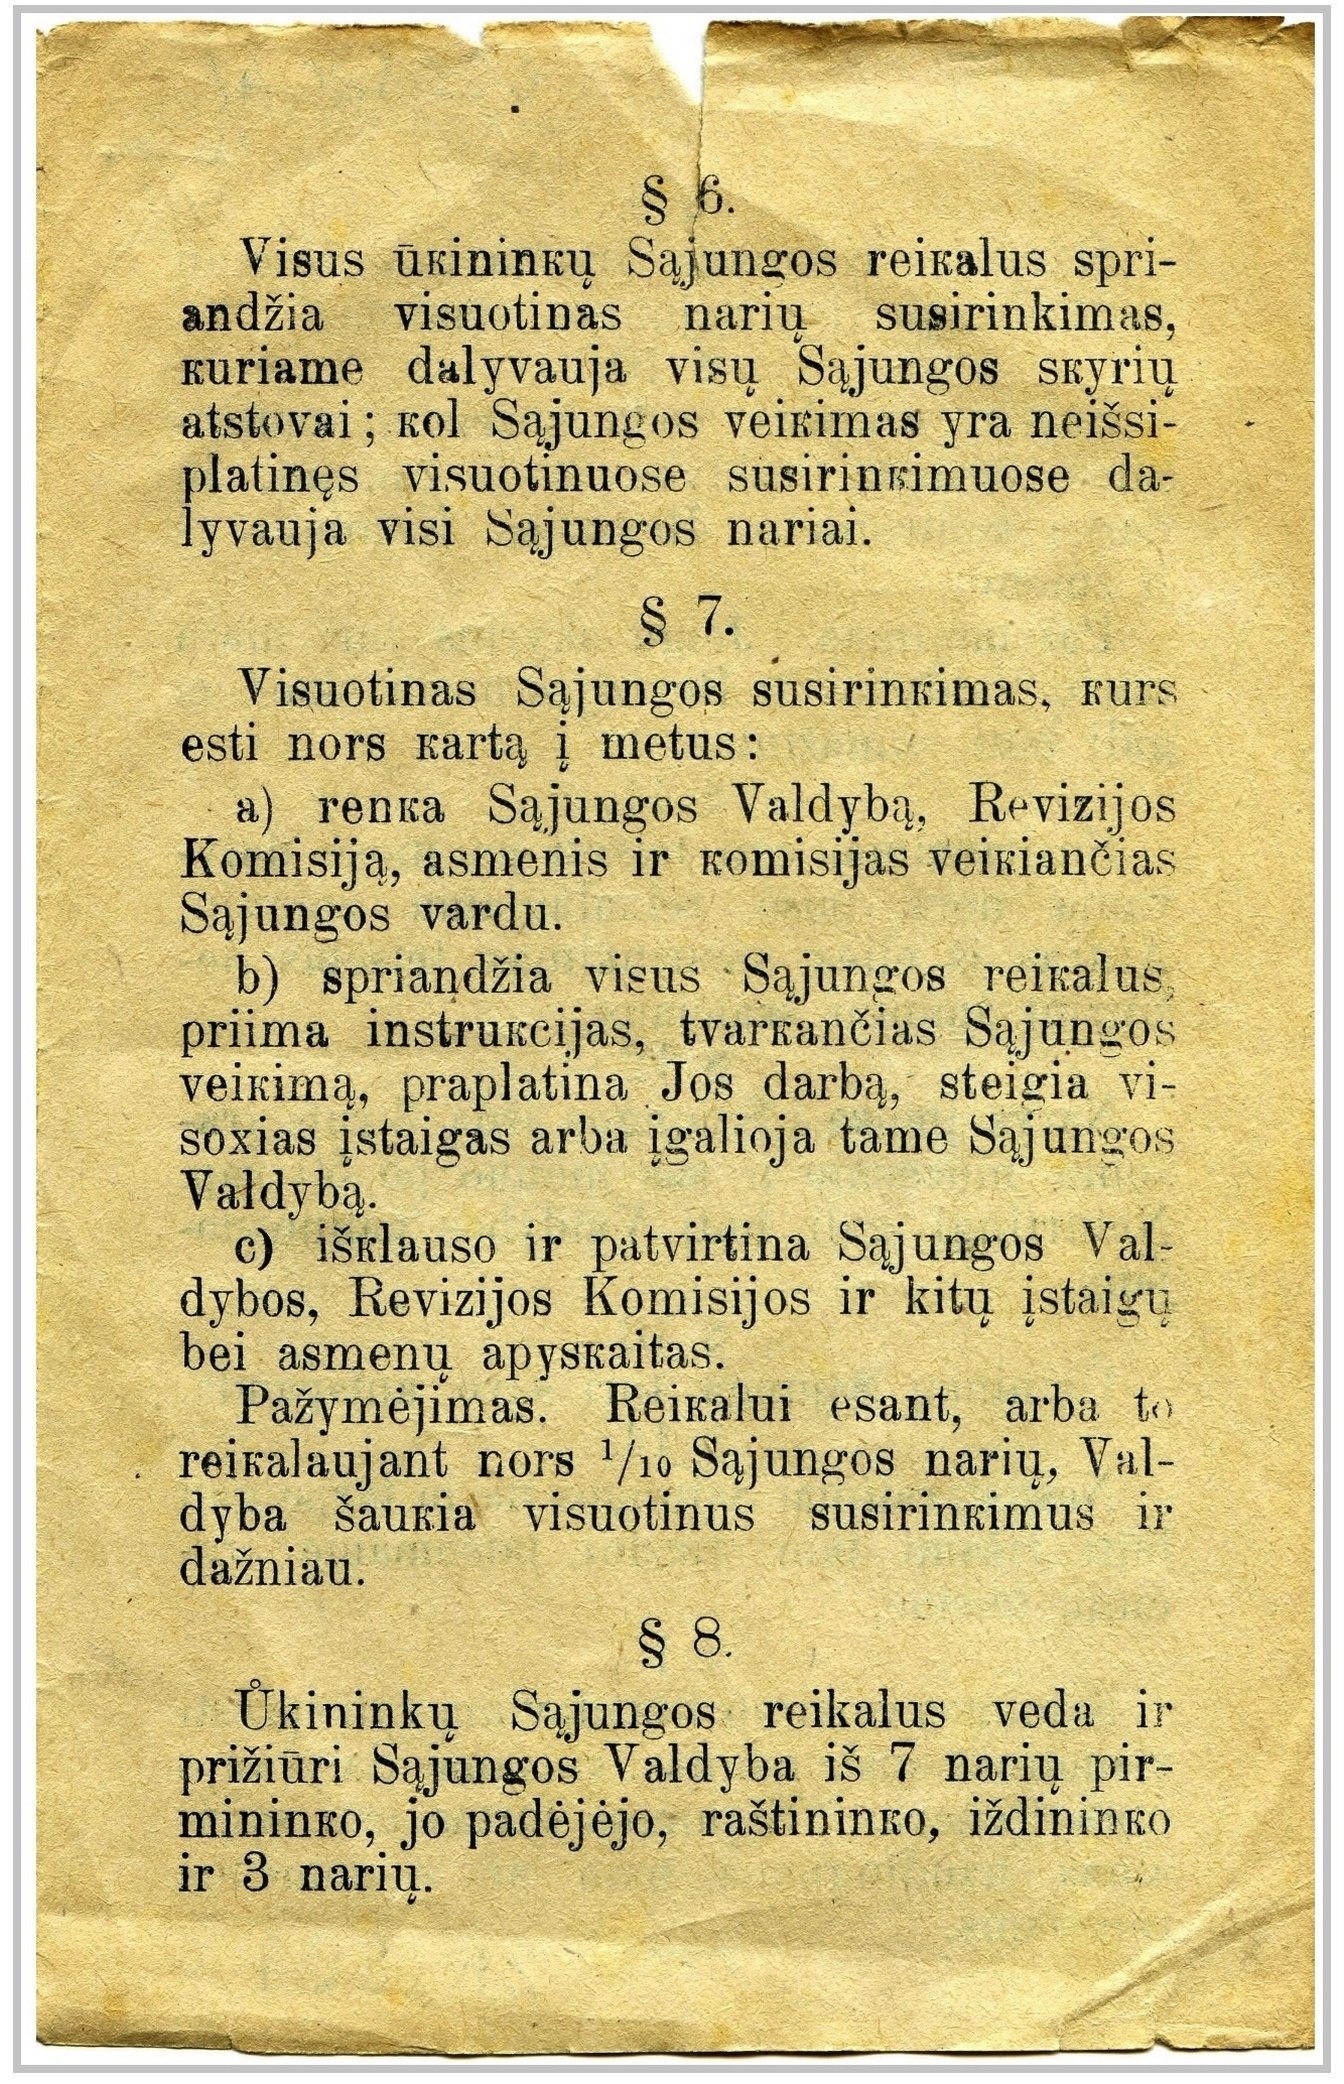 § 6.
Visus ūkininkų Sąjungos reikalus spri-
andžia visuotinas narių susirinkimas,
kuriame dalyvauja visų Sąjungos skyrių
atstovai; kol Sąjungos veikimas yra neišsi-
platinęs visuotinuose susirinkimuose da-
lyvauja visi Sąjungos nariai.
§ 7.
Visuotinas Sąjungos susirinkimas, kurs
esti nors kartą į metus:
a) renka Sąjungos Valdybą, Revizijos
Komisiją, asmenis ir komisijas veikiančias
Sąjungos vardu.
b) spriandžia visus Sąjungos reikalus,
priima instrukcijas, tvarkančias Sąjungos
veikimą, praplatina Jos darbą, steigia vi-
soxias įstaigas arba įgalioja tame Sąjungos
Valdybą.
c) išklauso ir patvirtina Sąjungos Val-
dybos, Revizijos Komisijos ir kitų įstaigų
bei asmenų apyskaitas.
Pažymėjimas. Reikalui esant, arba to
reikalaujant nors ¹/₁₀ Sąjungos narių, Val-
dyba šaukia visuotinus susirinkimus ir
dažniau.
§ 8.
Ůkininkų Sąjungos reikalus veda ir
prižiūri Sąjungos Valdyba iš 7 narių pir-
mininko, jo padėjėjo, raštininko, iždininko
ir 3 narių.